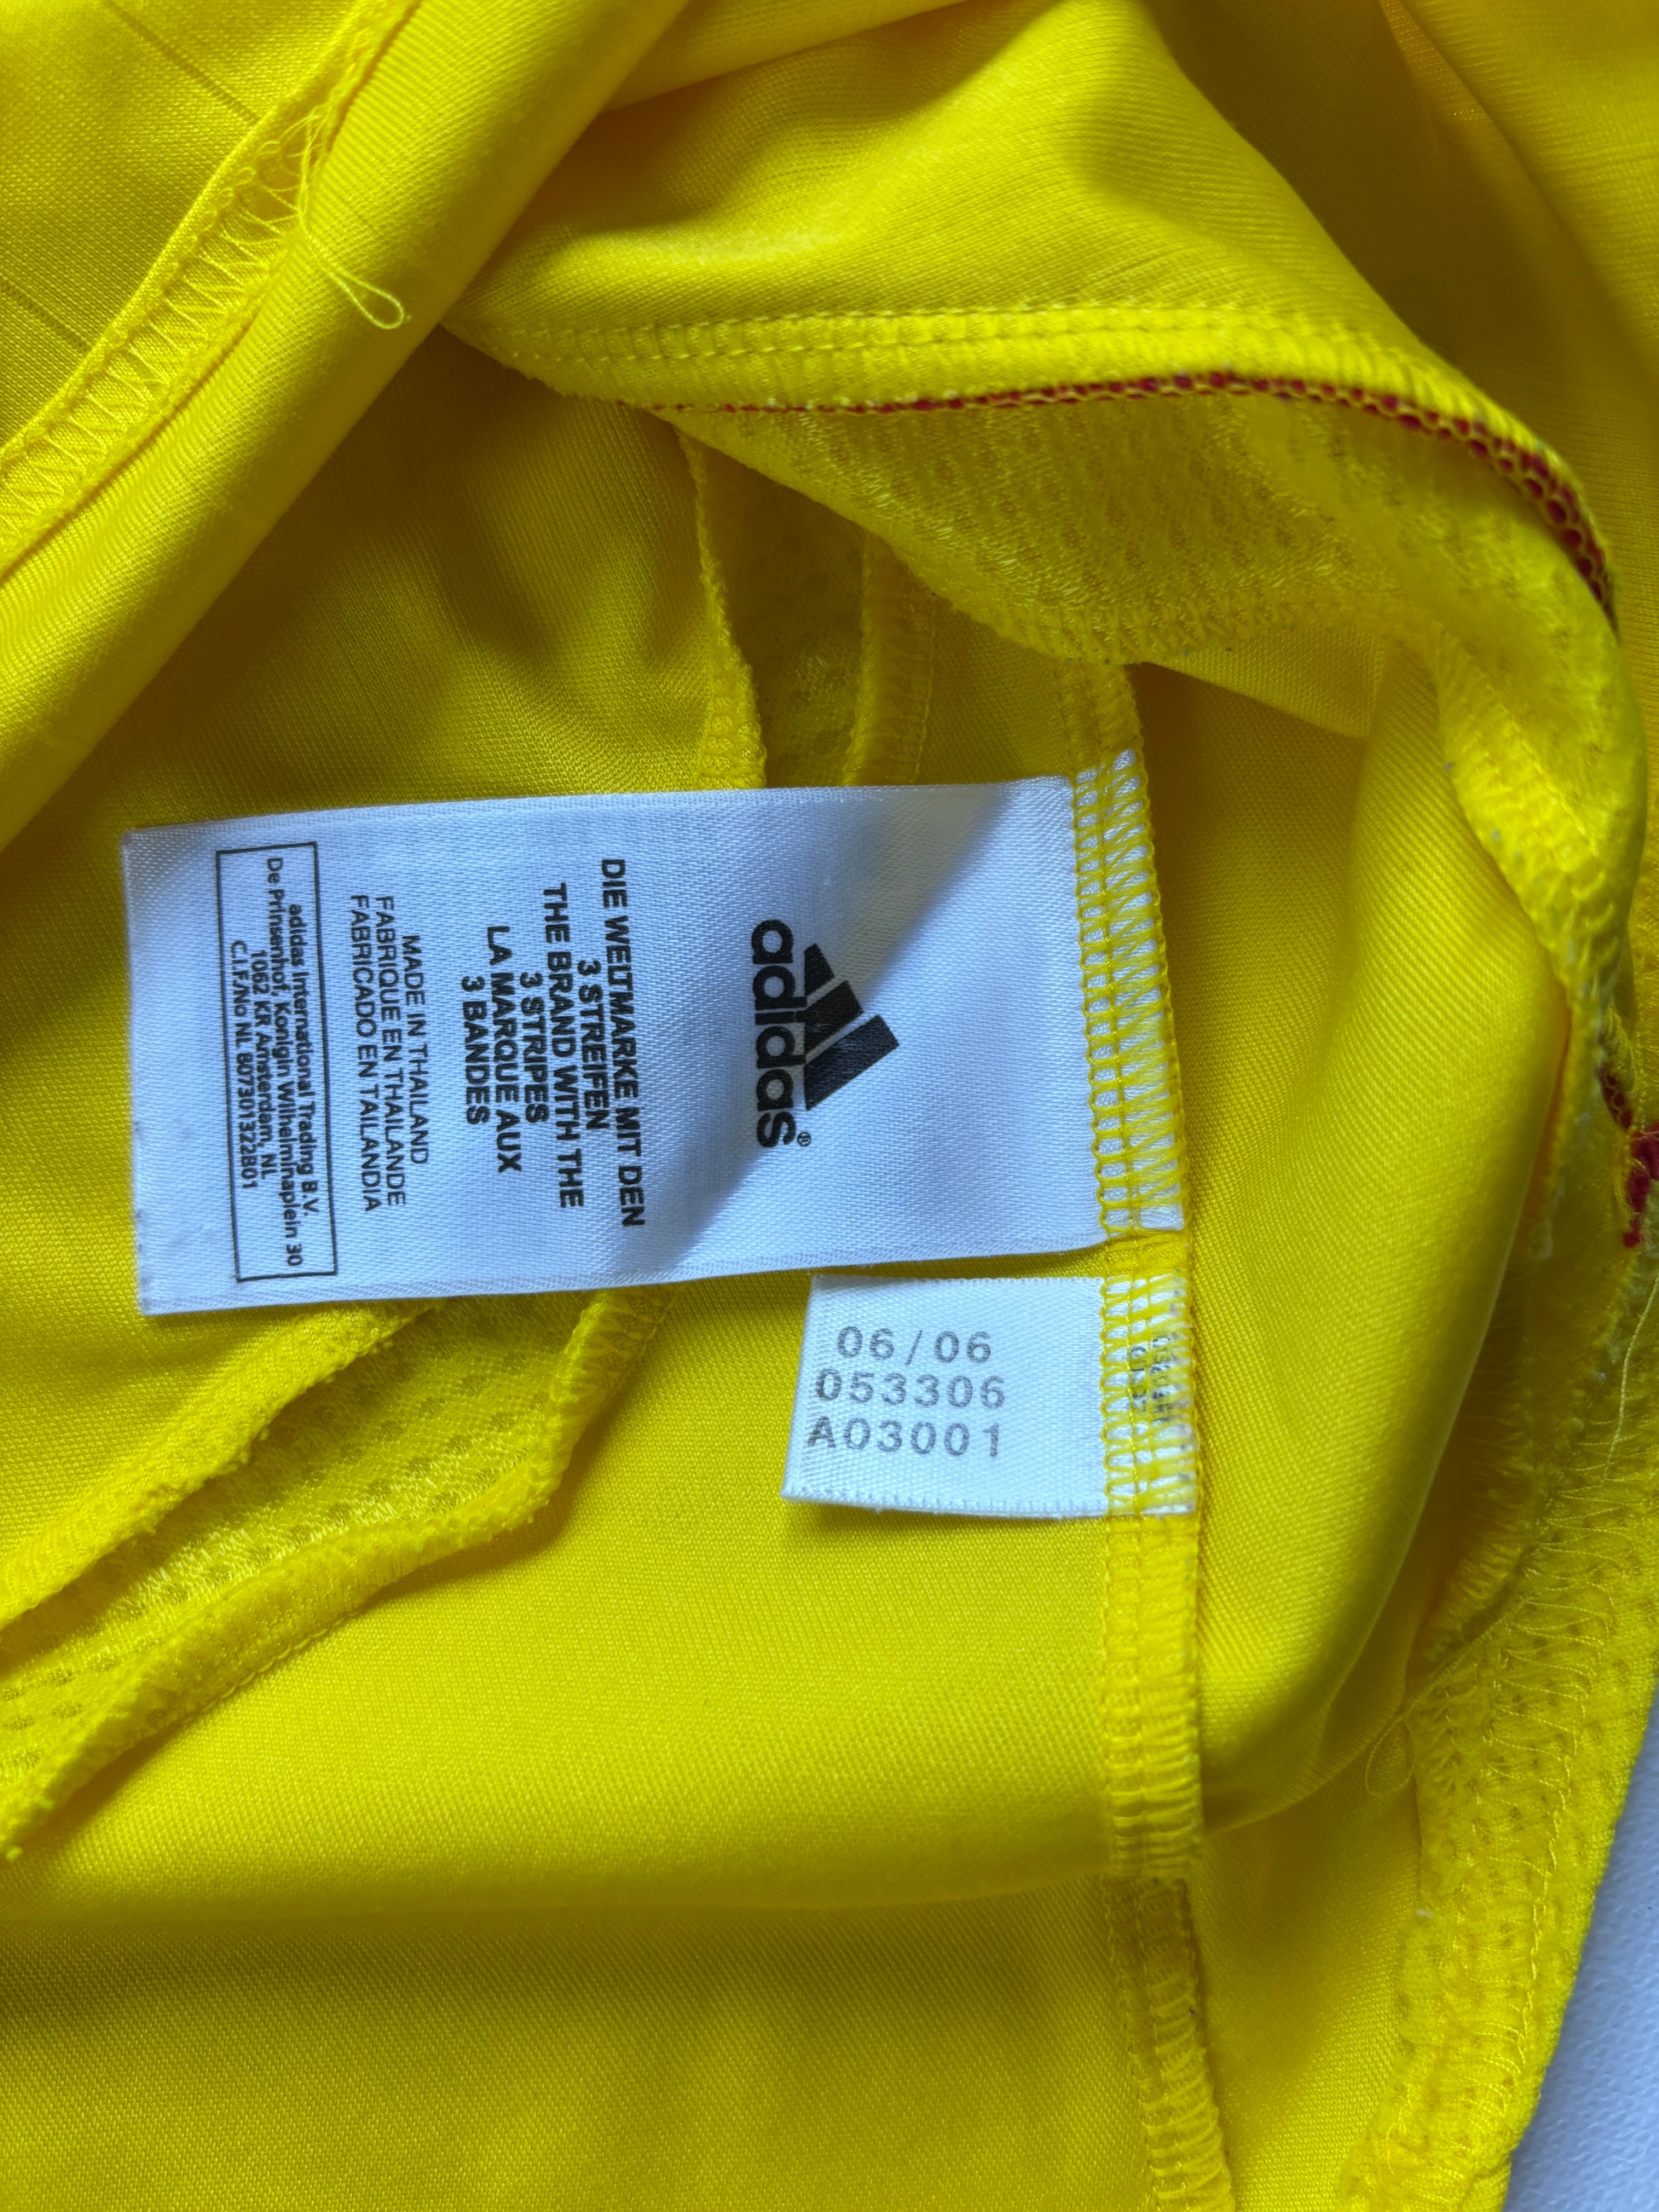 adidas®
DIE WELTMARKE MIT DEN
3 STREIFEN
THE BRAND WITH THE
3 STRIPES
LA MARQUE AUX
3 BANDES
MADE IN THAILAND
FABRIQUE EN THAILANDE
FABRICADO EN TAILANDIA
adidas International Trading B.V.
De Prinsenhof, Konigin Wilhelminaplein 30
1062 KR Amsterdam, NL
C.I.F./No NL 807301322B01
06/06
053306
A03001